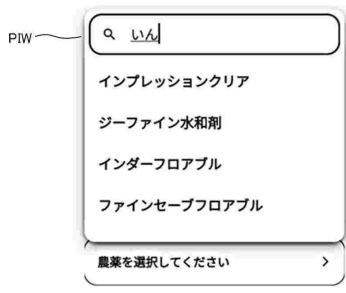 PIW
いん
インプレッションクリア
ジーファイン水和剤
インダーフロアブル
ファインセーブフロアブル
農薬を選択してください